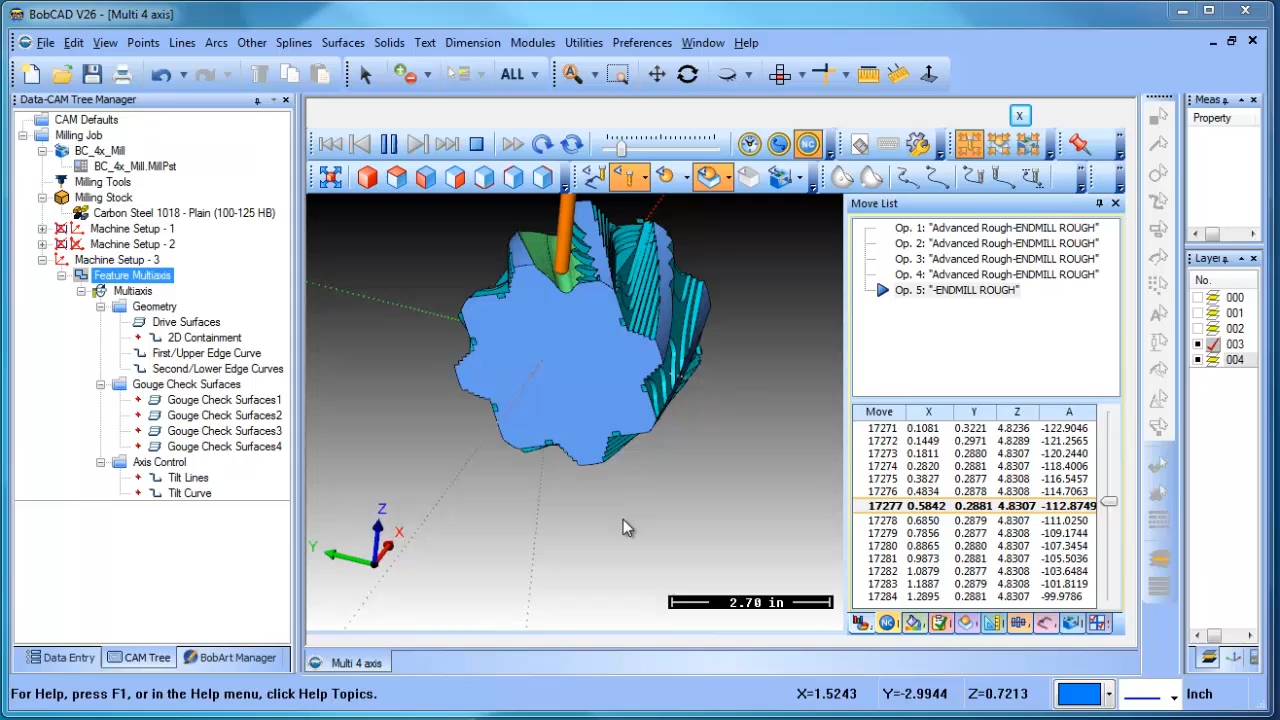 BobCAD V26 - [Multi 4 axis]
File Edit View Points Lines Arcs Other Splines Surfaces Solids Text Dimension Modules Utilities Preferences Window Help
ALL
Data-CAM Tree Manager
CAM Defaults
Milling Job
BC_4x_Mill
BC_4x_Mill.MillPst
Milling Tools
Milling Stock
Carbon Steel 1018 - Plain (100-125 HB)
Machine Setup - 1
Machine Setup - 2
Machine Setup - 3
Feature Multiaxis
Multiaxis
Geometry
Drive Surfaces
2D Containment
First/Upper Edge Curve
Second/Lower Edge Curves
Gouge Check Surfaces
Gouge Check Surfaces1
Gouge Check Surfaces2
Gouge Check Surfaces3
Gouge Check Surfaces4
Axis Control
Tilt Lines
Tilt Curve
Data Entry CAM Tree BobArt Manager
X
NC
Z
X
Y
2.70 in
Multi 4 axis
Move List
Op. 1: "Advanced Rough-ENDMILL ROUGH"
Op. 2: "Advanced Rough-ENDMILL ROUGH"
Op. 3: "Advanced Rough-ENDMILL ROUGH"
Op. 4: "Advanced Rough-ENDMILL ROUGH"
Op. 5: "-ENDMILL ROUGH"
Move X Y Z A
17271 0.1081 0.3221 4.8236 -122.9046
17272 0.1449 0.2971 4.8289 -121.2565
17273 0.1811 0.2880 4.8307 -120.2440
17274 0.2820 0.2881 4.8307 -118.4006
17275 0.3827 0.2881 4.8307 -116.5457
17276 0.4834 0.2878 4.8308 -114.7063
17277 0.5842 0.2881 4.8307 -112.8749
17278 0.6850 0.2879 4.8307 -111.0250
17279 0.7856 0.2877 4.8308 -109.1744
17280 0.8865 0.2880 4.8307 -107.3454
17281 0.9873 0.2881 4.8307 -105.5036
17282 1.0879 0.2877 4.8308 -103.6484
17283 1.1887 0.2879 4.8308 -101.8119
17284 1.2895 0.2881 4.8307 -99.9786
NC
Meas
Property
Layer
No.
000
001
002
003
004
For Help, press F1, or in the Help menu, click Help Topics.
X=1.5243 Y=-2.9944 Z=0.7213 Inch